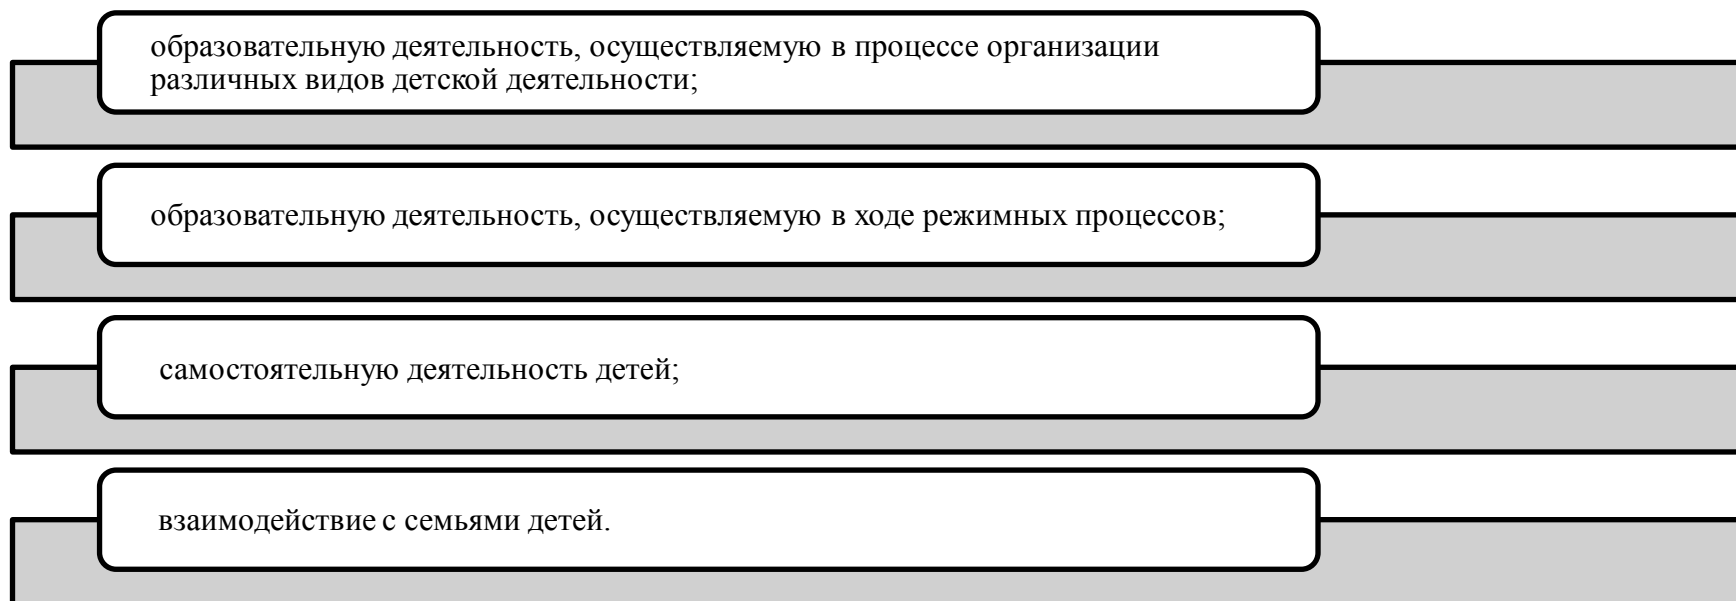 образовательную деятельность, осуществляемую в процессе организации
различных видов детской деятельности;
образовательную деятельность, осуществляемую в ходе режимных процессов;
самостоятельную деятельность детей;
взаимодействие с семьями детей.